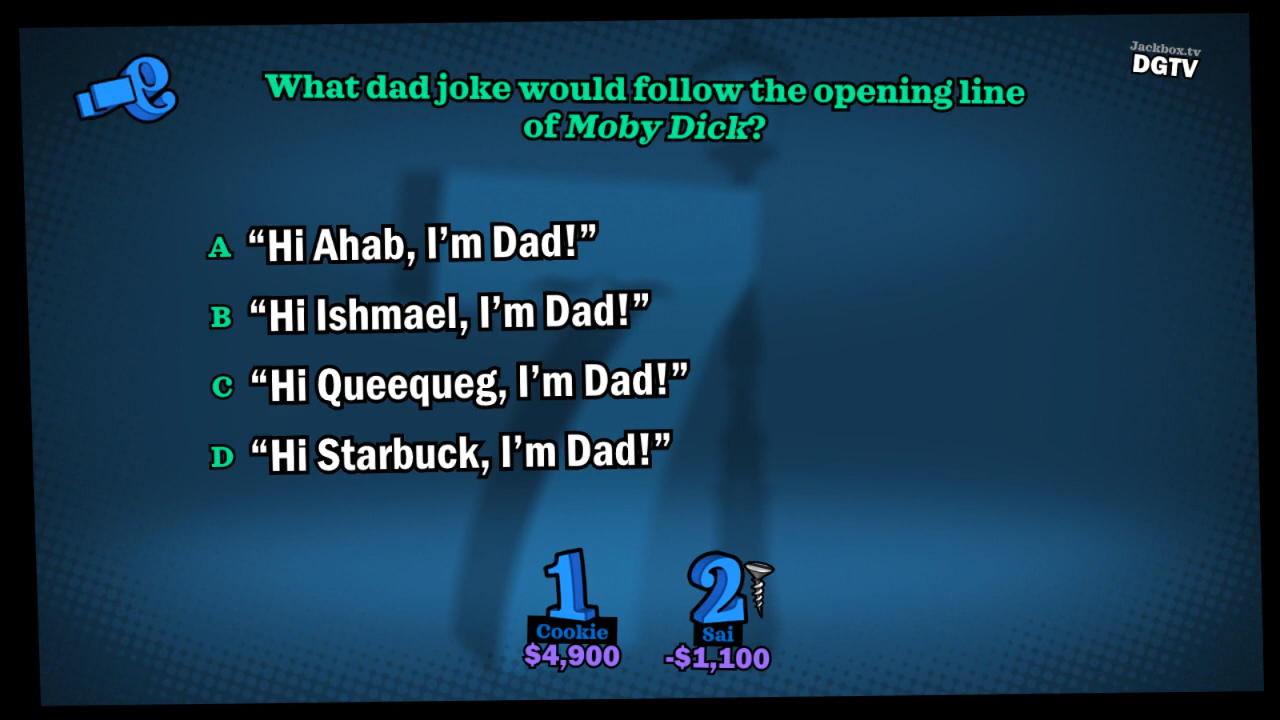 Jackbox.tv
DGTV
What dad joke would follow the opening line
of Moby Dick?
A “Hi Ahab, I’m Dad!”
B “Hi Ishmael, I’m Dad!”
C “Hi Queequeg, I’m Dad!”
D “Hi Starbuck, I’m Dad!”
1 2
Cookie Sai
$4,900 -$1,100